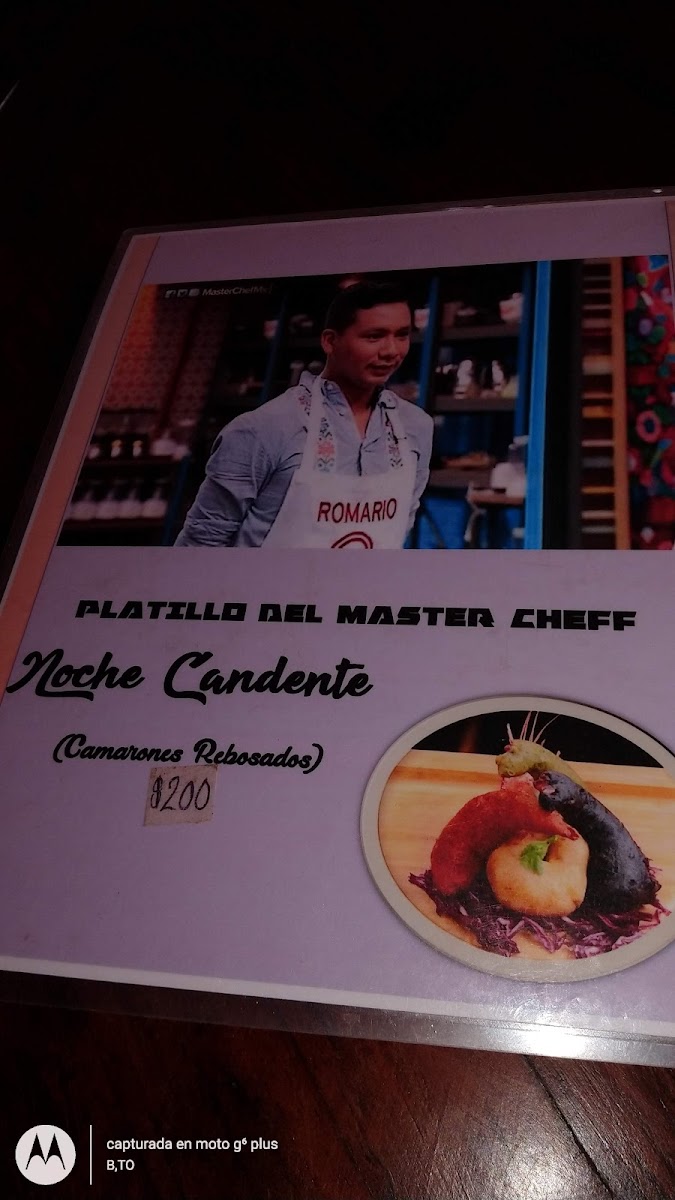 MasterChefMx
ROMARIO
PLATILLO DEL MASTER CHEFF
Noche Candente
(Camarones Rebosados)
$200
capturada en moto g⁶ plus
B,TO